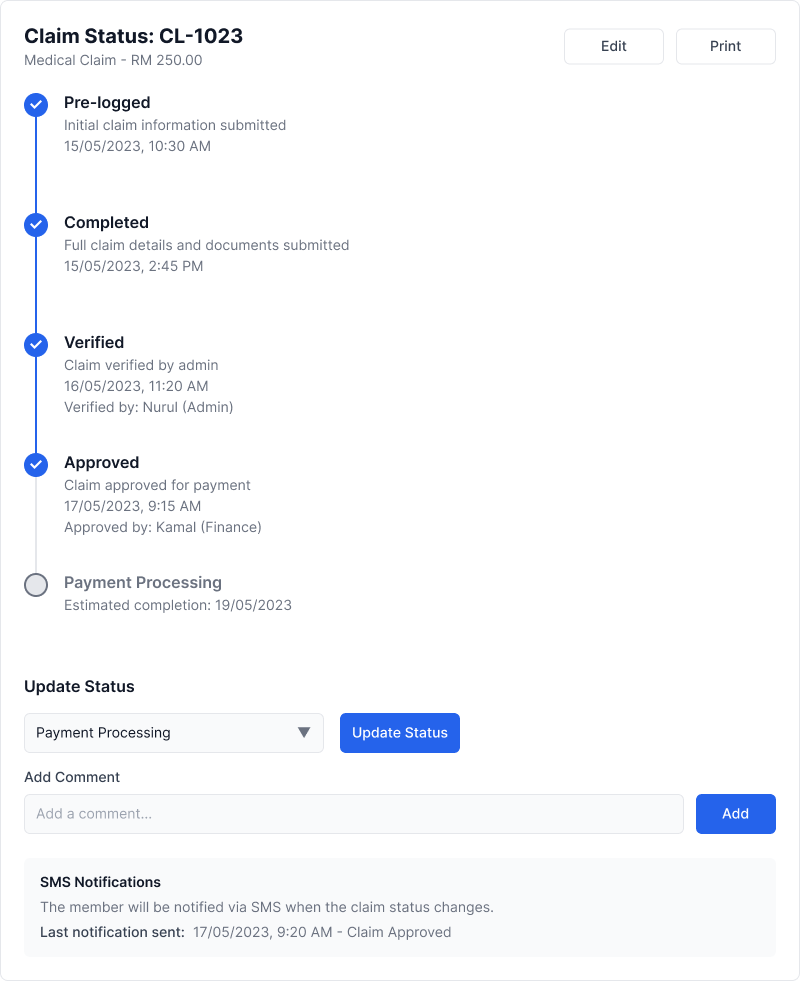 Claim Status: CL-1023
Medical Claim - RM 250.00
Edit
Print
Pre-logged
Initial claim information submitted
15/05/2023, 10:30 AM
Completed
Full claim details and documents submitted
15/05/2023, 2:45 PM
Verified
Claim verified by admin
16/05/2023, 11:20 AM
Verified by: Nurul (Admin)
Approved
Claim approved for payment
17/05/2023, 9:15 AM
Approved by: Kamal (Finance)
Payment Processing
Estimated completion: 19/05/2023
Update Status
Payment Processing
Update Status
Add Comment
Add a comment...
Add
SMS Notifications
The member will be notified via SMS when the claim status changes.
Last notification sent: 17/05/2023, 9:20 AM - Claim Approved